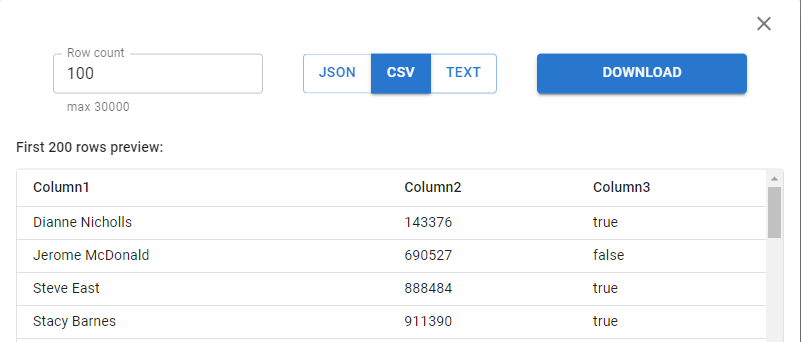 Row count
100
JSON CSV TEXT DOWNLOAD
max 30000
First 200 rows preview:
Column1 Column2 Column3
Dianne Nicholls 143376 true
Jerome McDonald 690527 false
Steve East 888484 true
Stacy Barnes 911390 true